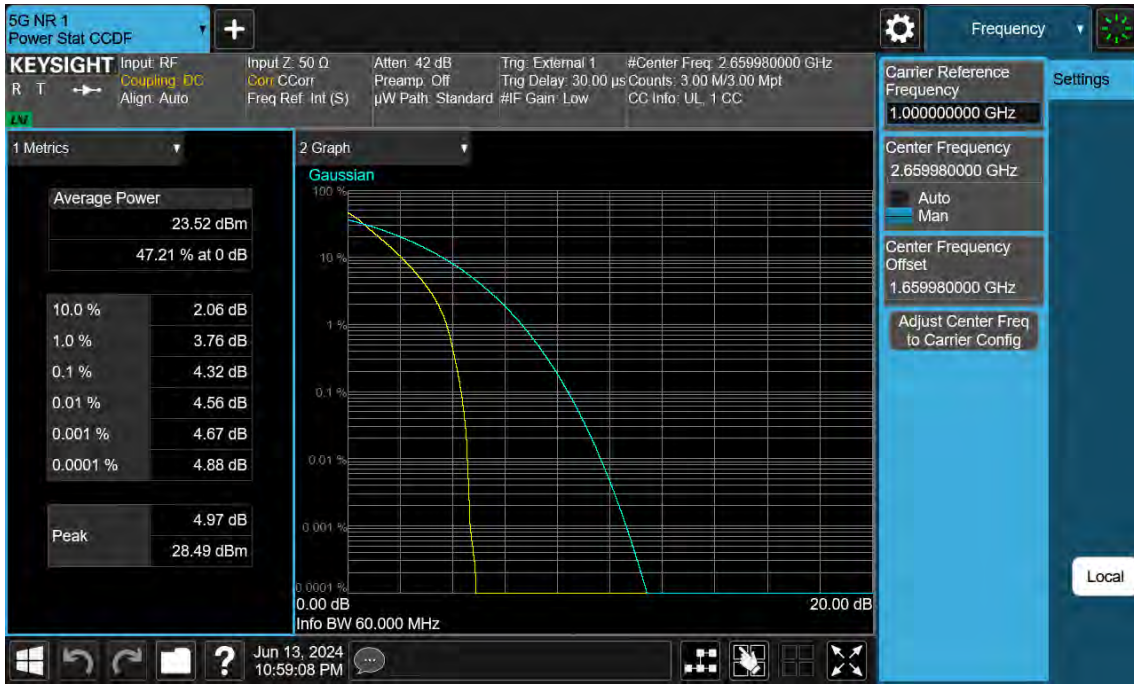 5G NR 1
Power Stat CCDF
+
Frequency
KEYSIGHT
R T
LNI
Input: RF
Coupling: DC
Align: Auto
Input Z: 50 Ω
Corr CCorr
Freq Ref: Int (S)
Atten: 42 dB
Preamp: Off
µW Path: Standard
Trig: External 1
Trig Delay: 30.00 µs
#IF Gain: Low
#Center Freq: 2.659980000 GHz
Counts: 3.00 M/3.00 Mpt
CC Info: UL, 1 CC
1 Metrics
Average Power
23.52 dBm
47.21 % at 0 dB
10.0 % 2.06 dB
1.0 % 3.76 dB
0.1 % 4.32 dB
0.01 % 4.56 dB
0.001 % 4.67 dB
0.0001 % 4.88 dB
Peak
4.97 dB
28.49 dBm
2 Graph
Gaussian
100 %
10 %
1 %
0.1 %
0.01 %
0.001 %
0.0001 %
0.00 dB 20.00 dB
Info BW 60.000 MHz
Carrier Reference
Frequency
1.000000000 GHz
Center Frequency
2.659980000 GHz
Auto
Man
Center Frequency
Offset
1.659980000 GHz
Adjust Center Freq
to Carrier Config
Settings
Local
?
Jun 13, 2024
10:59:08 PM